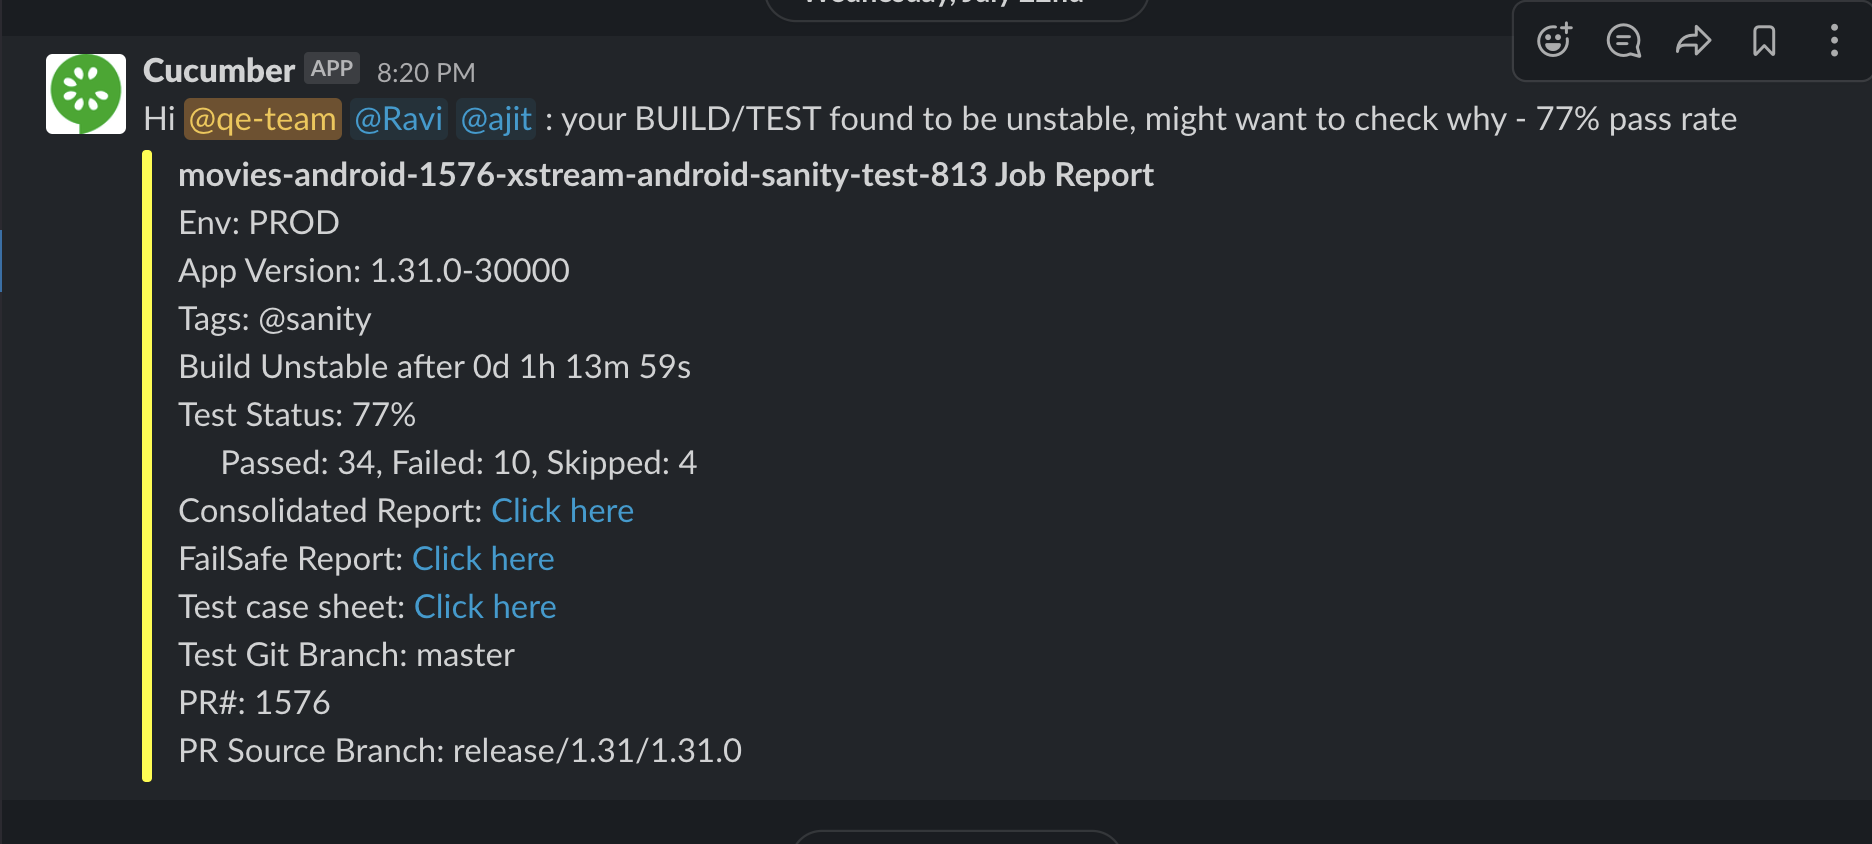 Wednesday, July 22nd
Cucumber APP 8:20 PM
Hi @qe-team @Ravi @ajit : your BUILD/TEST found to be unstable, might want to check why - 77% pass rate
movies-android-1576-xstream-android-sanity-test-813 Job Report
Env: PROD
App Version: 1.31.0-30000
Tags: @sanity
Build Unstable after 0d 1h 13m 59s
Test Status: 77%
Passed: 34, Failed: 10, Skipped: 4
Consolidated Report: Click here
FailSafe Report: Click here
Test case sheet: Click here
Test Git Branch: master
PR#: 1576
PR Source Branch: release/1.31/1.31.0